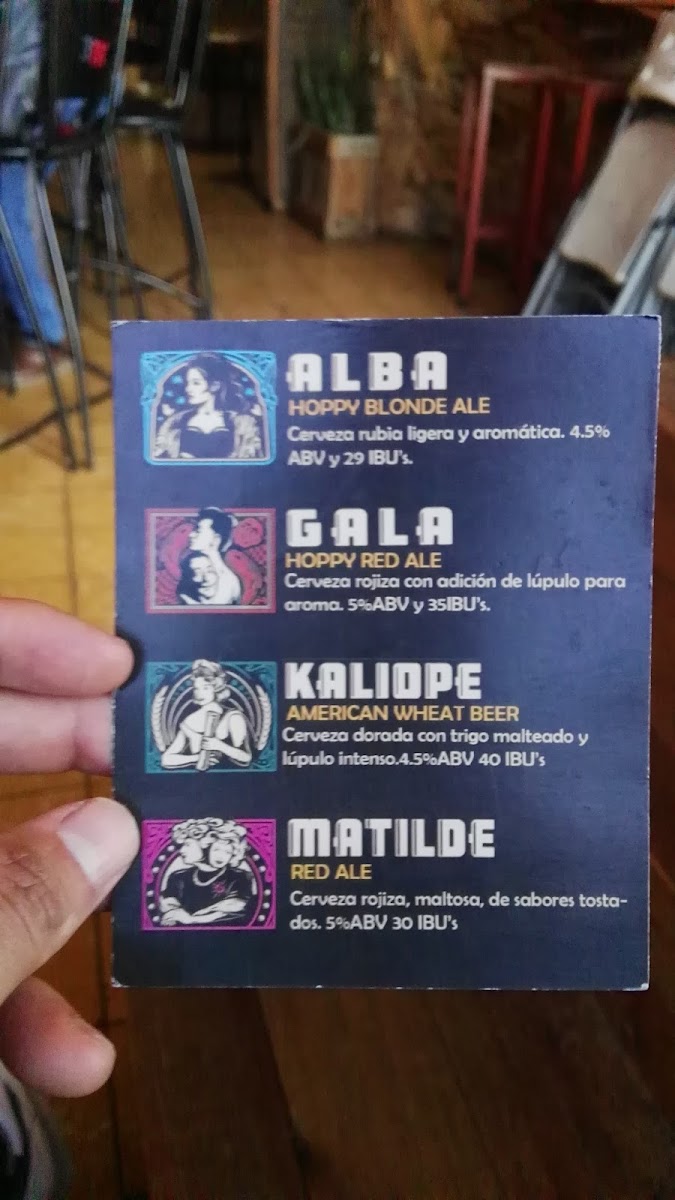 ALBA
HOPPY BLONDE ALE
Cerveza rubia ligera y aromática. 4.5%
ABV y 29 IBU's.
GALA
HOPPY RED ALE
Cerveza rojiza con adición de lúpulo para
aroma. 5%ABV y 35IBU's.
KALIOPE
AMERICAN WHEAT BEER
Cerveza dorada con trigo malteado y
lúpulo intenso.4.5%ABV 40 IBU's
MATILDE
RED ALE
Cerveza rojiza, maltosa, de sabores tosta-
dos. 5%ABV 30 IBU's